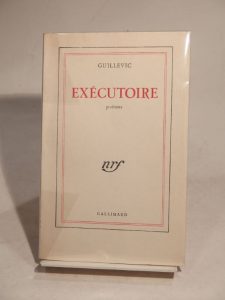 GUILLEVIC
EXÉCUTOIRE
poèmes
nrf
GALLIMARD